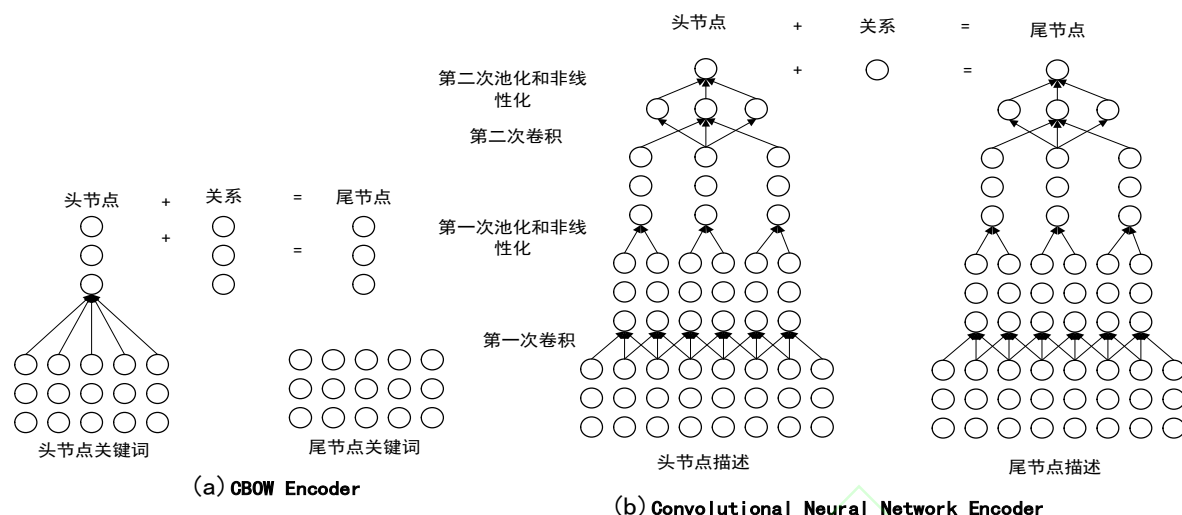 头节点 + 关系 = 尾节点
+ =
头节点关键词
尾节点关键词
(a) CBOW Encoder
头节点 + 关系 = 尾节点
+ =
第二次池化和非线
性化
第二次卷积
第一次池化和非线
性化
第一次卷积
头节点描述
尾节点描述
(b) Convolutional Neural Network Encoder